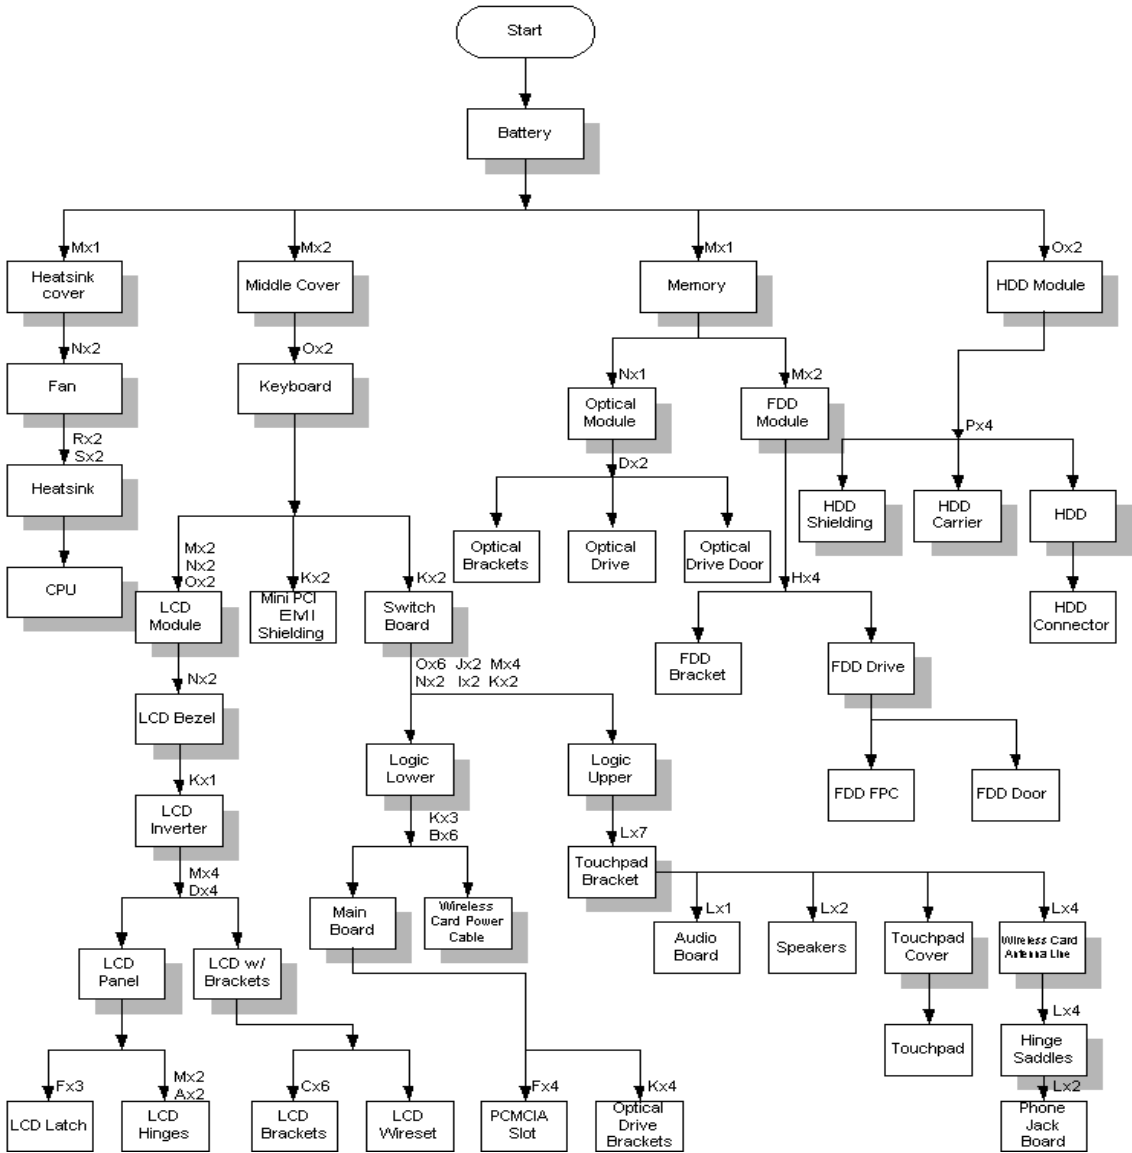 Start
Battery
Mx1
Mx2
Mx1
Ox2
Heatsink
cover
Middle Cover
Memory
HDD Module
Nx2
Ox2
Fan
Keyboard
Nx1
Mx2
Optical
Module
FDD
Module
Rx2
Sx2
Px4
Heatsink
Dx2
HDD
Shielding
HDD
Carrier
HDD
Optical
Brackets
Optical
Drive
Optical
Drive Door
Mx2
Nx2
Ox2
Kx2
Kx2
Hx4
CPU
LCD
Module
Mini PCI
EMI
Shielding
Switch
Board
HDD
Connector
Ox6 Jx2 Mx4
Nx2 Ix2 Kx2
FDD
Bracket
FDD Drive
Nx2
LCD Bezel
Logic
Lower
Logic
Upper
Kx1
FDD FPC
FDD Door
LCD
Inverter
Kx3
Bx6
Lx7
Touchpad
Bracket
Mx4
Dx4
Main
Board
Wireless
Card Power
Cable
Lx1
Lx2
Lx4
Audio
Board
Speakers
Touchpad
Cover
Wireless Card
Antenna Line
LCD
Panel
LCD w/
Brackets
Lx4
Touchpad
Hinge
Saddles
Fx3
Mx2
Ax2
Cx6
Fx4
Kx4
Lx2
LCD Latch
LCD
Hinges
LCD
Brackets
LCD
Wireset
PCMCIA
Slot
Optical
Drive
Brackets
Phone
Jack
Board